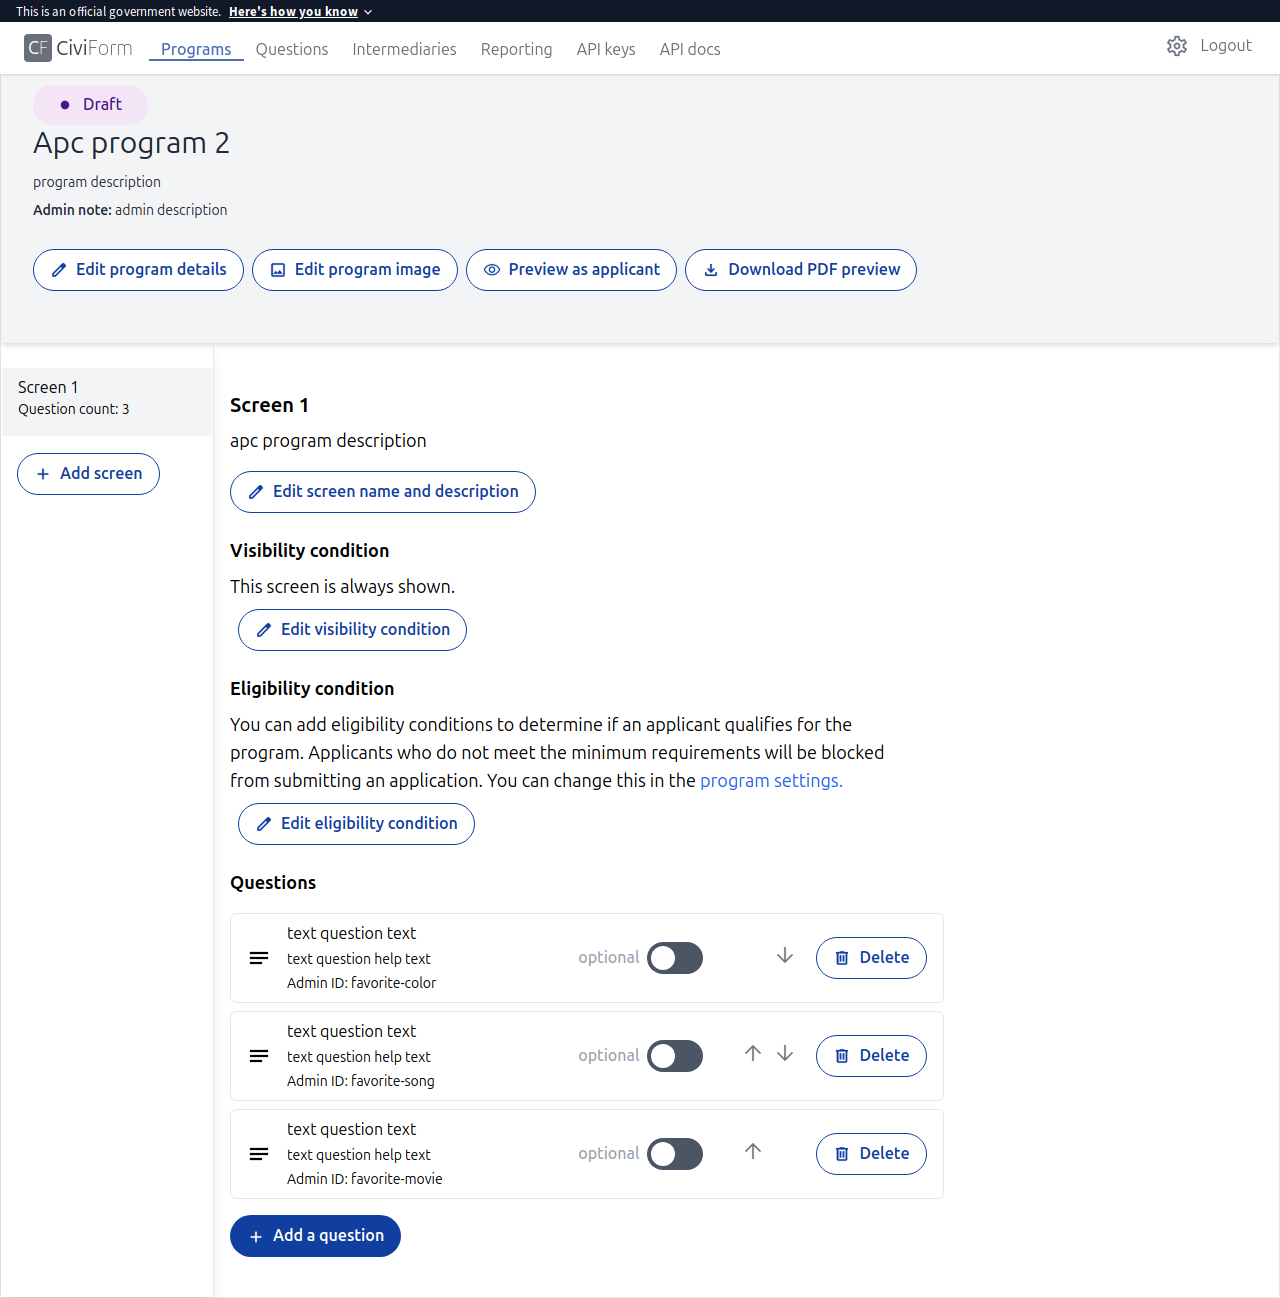 This is an official government website. Here's how you know
CF CiviForm Programs Questions Intermediaries Reporting API keys API docs Logout
Draft
Apc program 2
program description
Admin note: admin description
Edit program details Edit program image Preview as applicant Download PDF preview
Screen 1
Question count: 3
Add screen
Screen 1
apc program description
Edit screen name and description
Visibility condition
This screen is always shown.
Edit visibility condition
Eligibility condition
You can add eligibility conditions to determine if an applicant qualifies for the
program. Applicants who do not meet the minimum requirements will be blocked
from submitting an application. You can change this in the program settings.
Edit eligibility condition
Questions
text question text
text question help text
Admin ID: favorite-color
optional
Delete
text question text
text question help text
Admin ID: favorite-song
optional
Delete
text question text
text question help text
Admin ID: favorite-movie
optional
Delete
Add a question